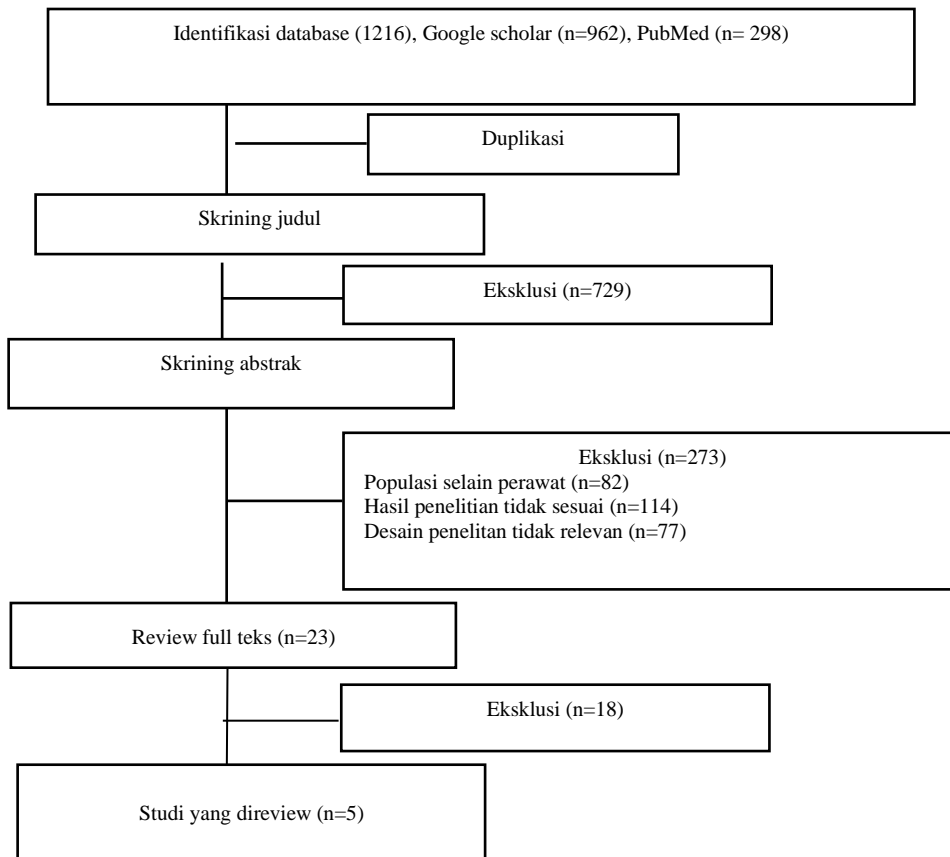 Identifikasi database (1216), Google scholar (n=962), PubMed (n= 298)
Duplikasi
Skrining judul
Eksklusi (n=729)
Skrining abstrak
Eksklusi (n=273)
Populasi selain perawat (n=82)
Hasil penelitian tidak sesuai (n=114)
Desain penelitan tidak relevan (n=77)
Review full teks (n=23)
Eksklusi (n=18)
Studi yang direview (n=5)